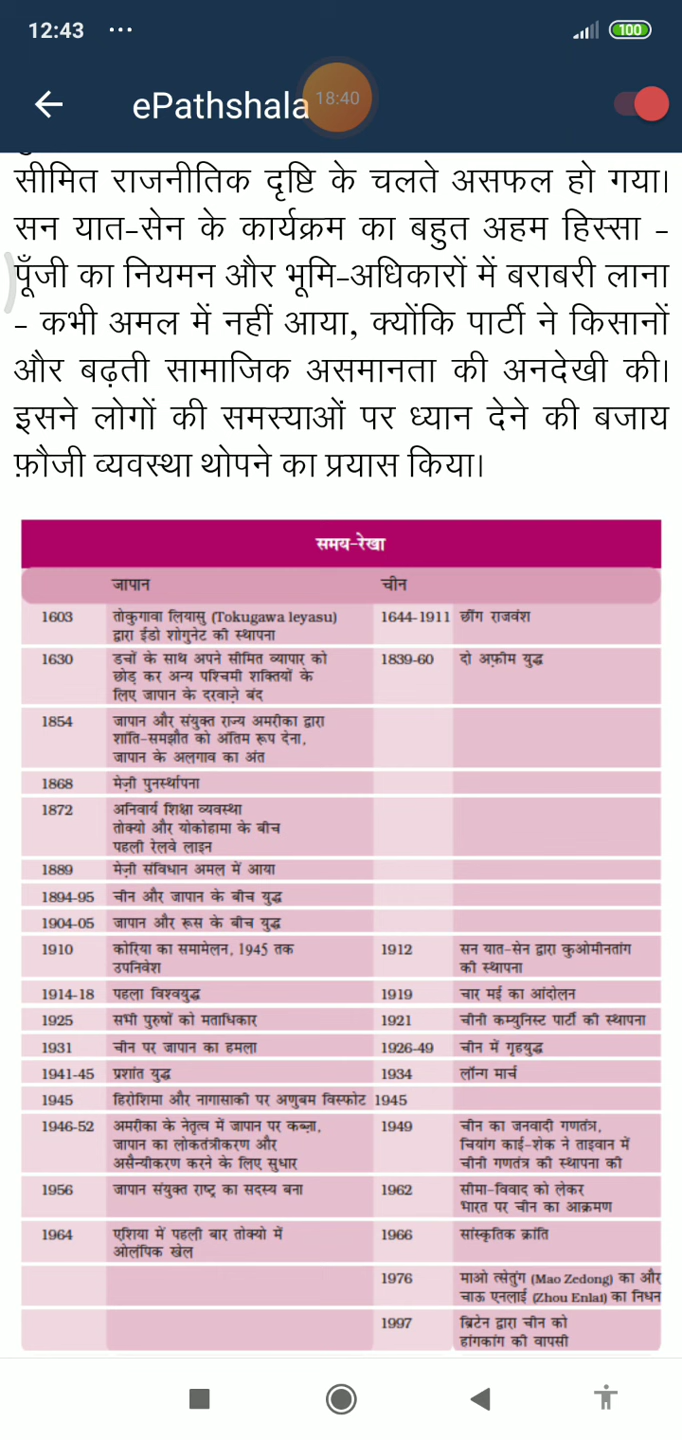 12:43 ... 100
ePathshala 18:40
सीमित राजनीतिक दृष्टि के चलते असफल हो गया।
सन यात-सेन के कार्यक्रम का बहुत अहम हिस्सा -
पूँजी का नियमन और भूमि-अधिकारों में बराबरी लाना
- कभी अमल में नहीं आया, क्योंकि पार्टी ने किसानों
और बढ़ती सामाजिक असमानता की अनदेखी की।
इसने लोगों की समस्याओं पर ध्यान देने की बजाय
फ़ौजी व्यवस्था थोपने का प्रयास किया।
समय-रेखा
जापान चीन
1603 तोकुगावा लियासु (Tokugawa leyasu) 1644-1911 छींग राजवंश
द्वारा ईडो शोगुनेट की स्थापना
1630 डचों के साथ अपने सीमित व्यापार को 1839-60 दो अफ़ीम युद्ध
छोड़ कर अन्य पश्चिमी शक्तियों के
लिए जापान के दरवाज़े बंद
1854 जापान और संयुक्त राज्य अमरीका द्वारा
शांति-समझौत को अंतिम रूप देना,
जापान के अलगाव का अंत
1868 मेज़ी पुनर्स्थापना
1872 अनिवार्य शिक्षा व्यवस्था
तोक्यो और योकोहामा के बीच
पहली रेलवे लाइन
1889 मेज़ी संविधान अमल में आया
1894-95 चीन और जापान के बीच युद्ध
1904-05 जापान और रूस के बीच युद्ध
1910 कोरिया का समामेलन, 1945 तक 1912 सन यात-सेन द्वारा कुओमीनतांग
उपनिवेश की स्थापना
1914-18 पहला विश्वयुद्ध 1919 चार मई का आंदोलन
1925 सभी पुरुषों को मताधिकार 1921 चीनी कम्युनिस्ट पार्टी की स्थापना
1931 चीन पर जापान का हमला 1926-49 चीन में गृहयुद्ध
1941-45 प्रशांत युद्ध 1934 लॉन्ग मार्च
1945 हिरोशिमा और नागासाकी पर अणुबम विस्फोट 1945
1946-52 अमरीका के नेतृत्व में जापान पर कब्ज़ा, 1949 चीन का जनवादी गणतंत्र,
जापान का लोकतंत्रीकरण और चियांग काई-शेक ने ताइवान में
असैन्यीकरण करने के लिए सुधार चीनी गणतंत्र की स्थापना की
1956 जापान संयुक्त राष्ट्र का सदस्य बना 1962 सीमा-विवाद को लेकर
भारत पर चीन का आक्रमण
1964 एशिया में पहली बार तोक्यो में 1966 सांस्कृतिक क्रांति
ओलंपिक खेल
1976 माओ त्सेतुंग (Mao Zedong) का और
चाऊ एनलाई (Zhou Enlai) का निधन
1997 ब्रिटेन द्वारा चीन को
हांगकांग की वापसी